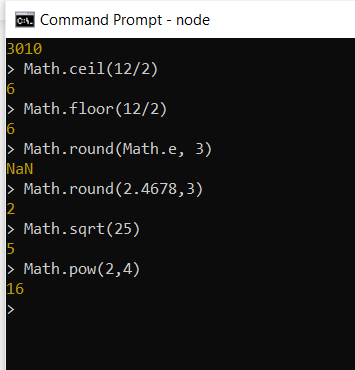 Command Prompt - node
3010
> Math.ceil(12/2)
6
> Math.floor(12/2)
6
> Math.round(Math.e, 3)
NaN
> Math.round(2.4678,3)
2
> Math.sqrt(25)
5
> Math.pow(2,4)
16
>